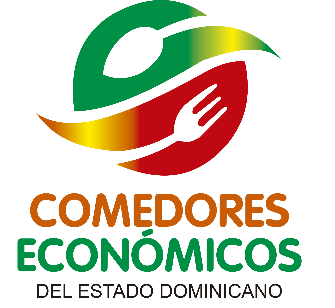 COMEDORES
ECONÓMICOS
DEL ESTADO DOMINICANO